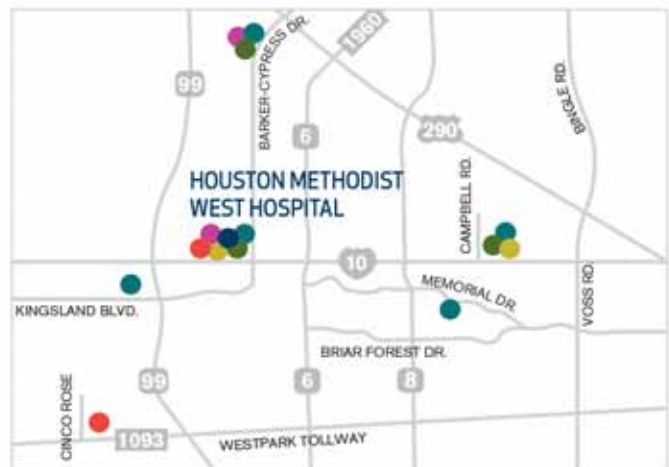 BARKER-CYPRESS DR.
1960
99
BINGLE RD.
6
290
HOUSTON METHODIST
WEST HOSPITAL
CAMPBELL RD.
10
MEMORIAL DR.
VOSS RD.
KINGSLAND BLVD.
BRIAR FOREST DR.
99
6
8
CINCO ROSE
1093
WESTPARK TOLLWAY